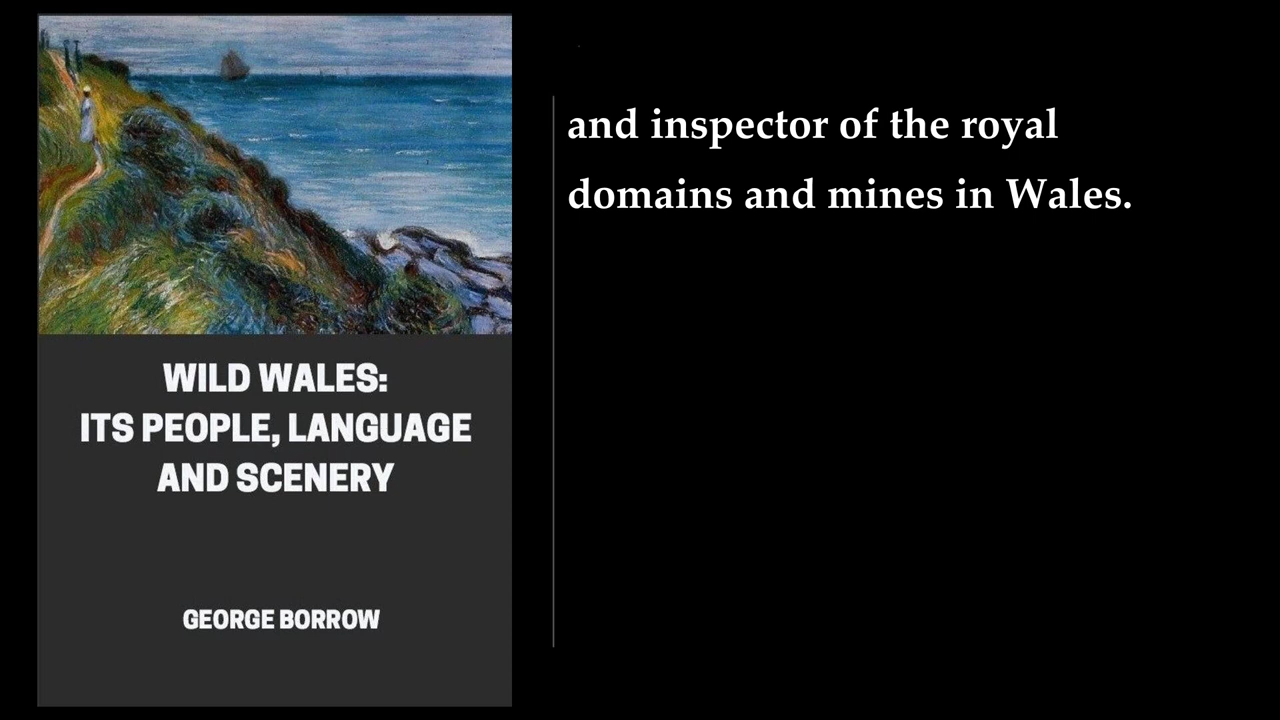 WILD WALES:
ITS PEOPLE, LANGUAGE
AND SCENERY
GEORGE BORROW
and inspector of the royal
domains and mines in Wales.